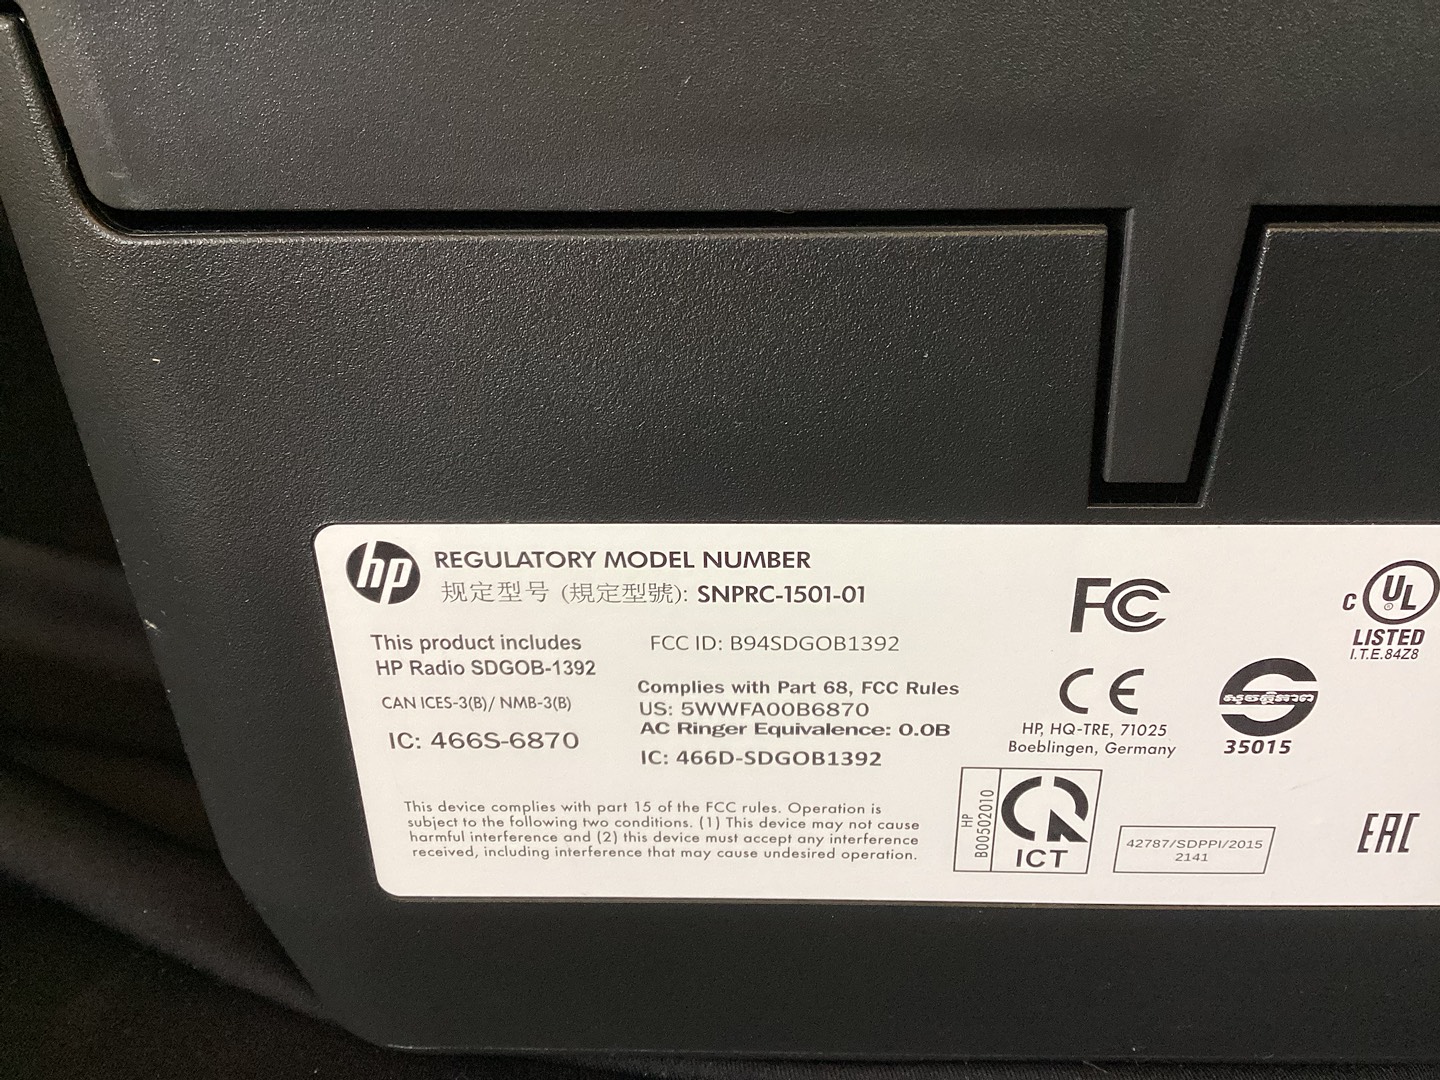 hp
REGULATORY MODEL NUMBER
规定型号 (規定型號): SNPRC-1501-01
This product includes
HP Radio SDGOB-1392
CAN ICES-3(B)/ NMB-3(B)
IC: 466S-6870
FCC ID: B94SDGOB1392
Complies with Part 68, FCC Rules
US: 5WWFA00B6870
AC Ringer Equivalence: 0.0B
IC: 466D-SDGOB1392
This device complies with part 15 of the FCC rules. Operation is
subject to the following two conditions. (1) This device may not cause
harmful interference and (2) this device must accept any interference
received, including interference that may cause undesired operation.
FC
CE
HP, HQ-TRE, 71025
Boeblingen, Germany
HP
B00502010
ICT
c UL
LISTED
I.T.E.84Z8
35015
42787/SDPPI/2015
2141
EAC